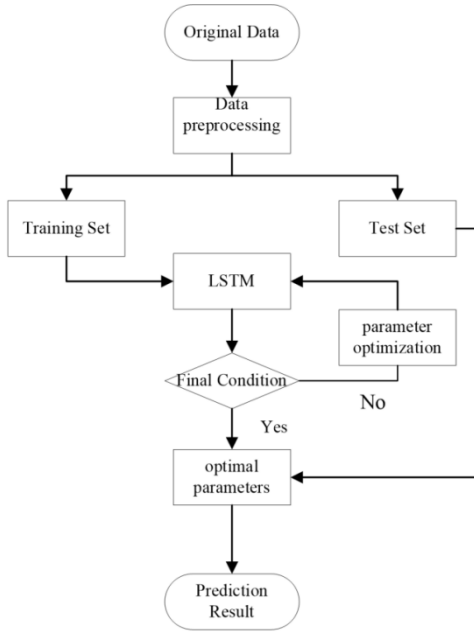 Original Data
Data
preprocessing
Training Set
Test Set
LSTM
parameter
optimization
Final Condition
No
Yes
optimal
parameters
Prediction
Result